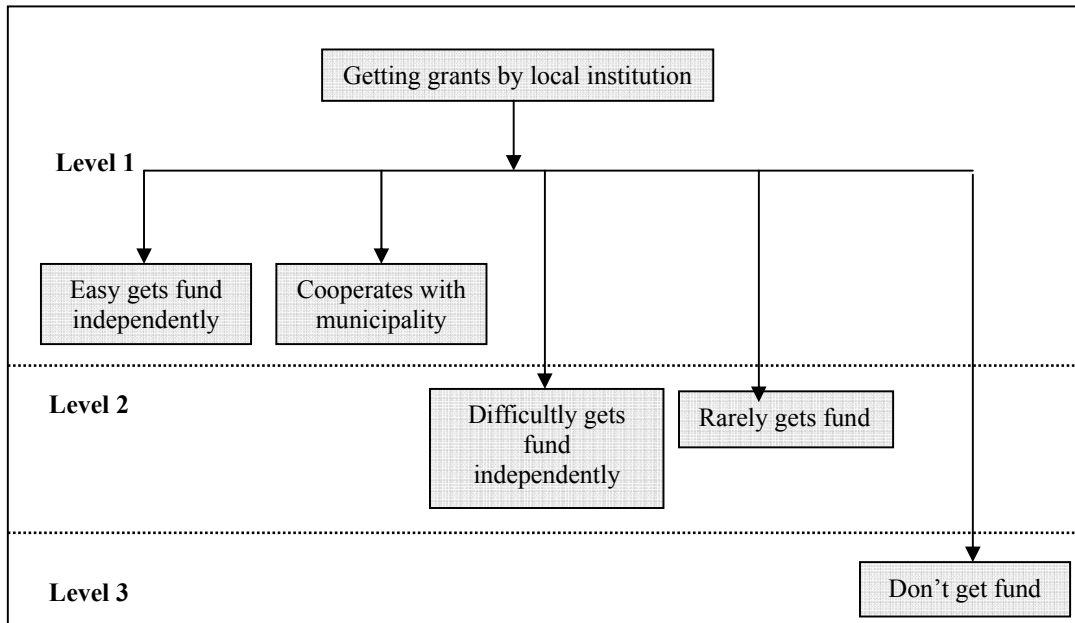 Getting grants by local institution
Level 1
Easy gets fund
independently
Cooperates with
municipality
Level 2
Difficultly gets
fund
independently
Rarely gets fund
Level 3
Don’t get fund